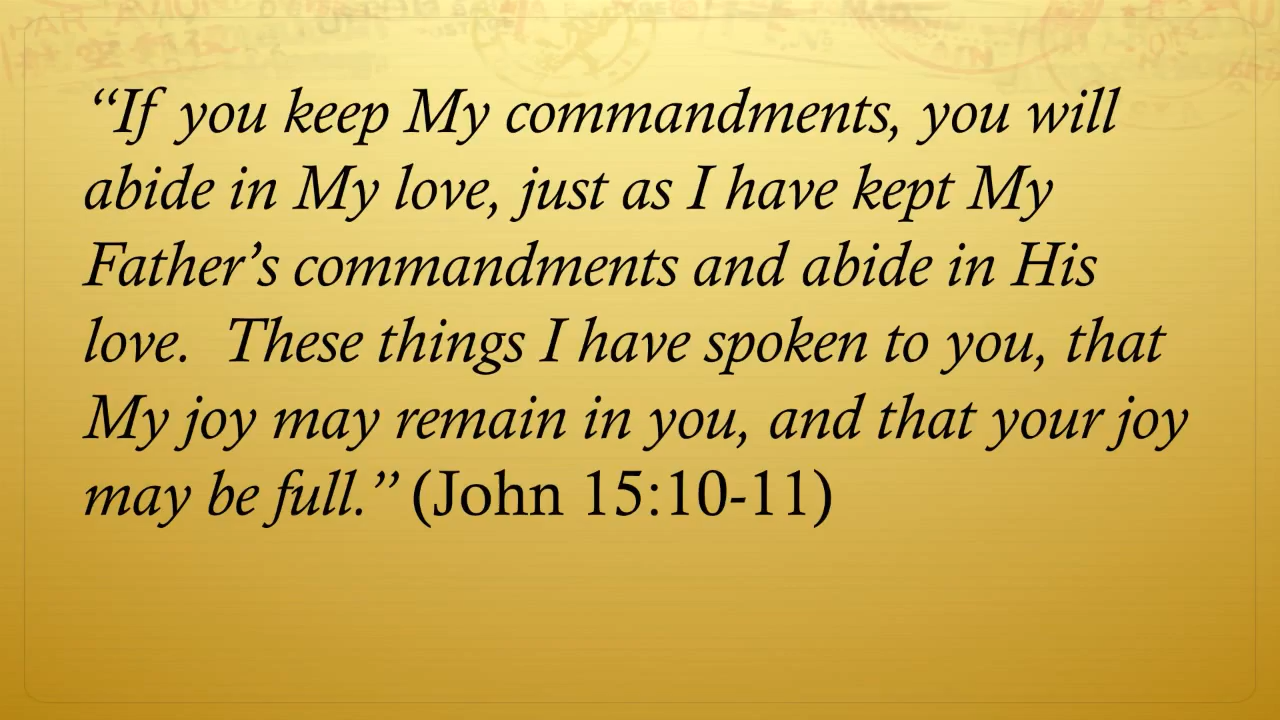 “If you keep My commandments, you will
abide in My love, just as I have kept My
Father’s commandments and abide in His
love.  These things I have spoken to you, that
My joy may remain in you, and that your joy
may be full.” (John 15:10-11)